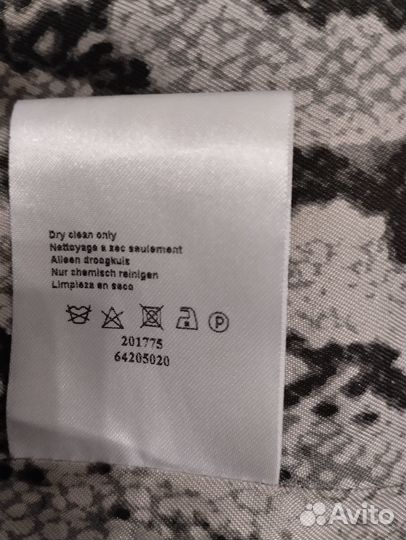 Dry clean only
Nettoyage a sec seulement
Alleen droogkuis
Nur chemisch reinigen
Limpieza en seco
P
201775
64205020
Avito